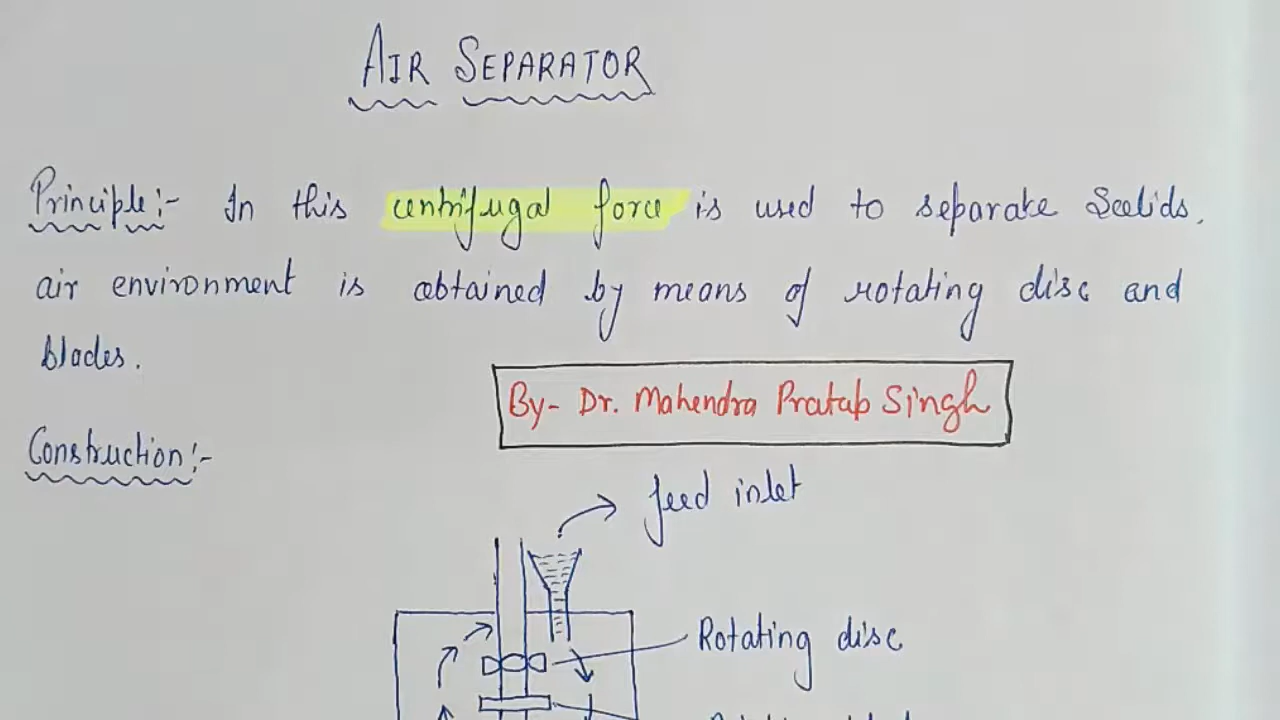 AIR SEPARATOR
Principle:- In this centrifugal force is used to separate Solids,
air environment is obtained by means of rotating disc and
blades.
By- Dr. Mahendra Pratap Singh
Construction:-
feed inlet
Rotating disc